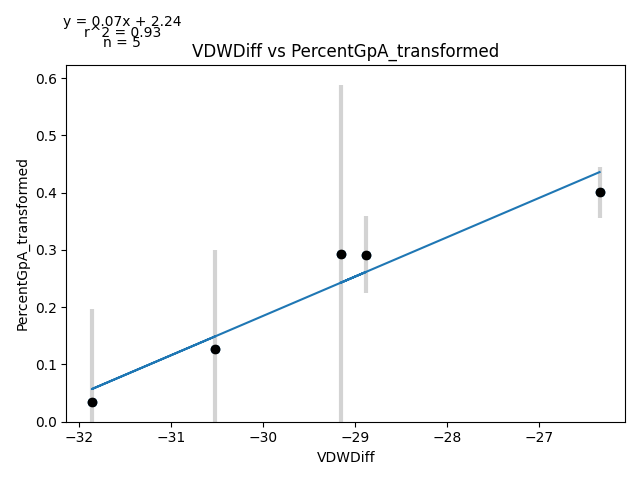 y = 0.07x + 2.24
r^2 = 0.93
n = 5
VDWDiff vs PercentGpA_transformed
PercentGpA_transformed
0.6
0.5
0.4
0.3
0.2
0.1
0.0
−32
−31
−30
−29
−28
−27
VDWDiff